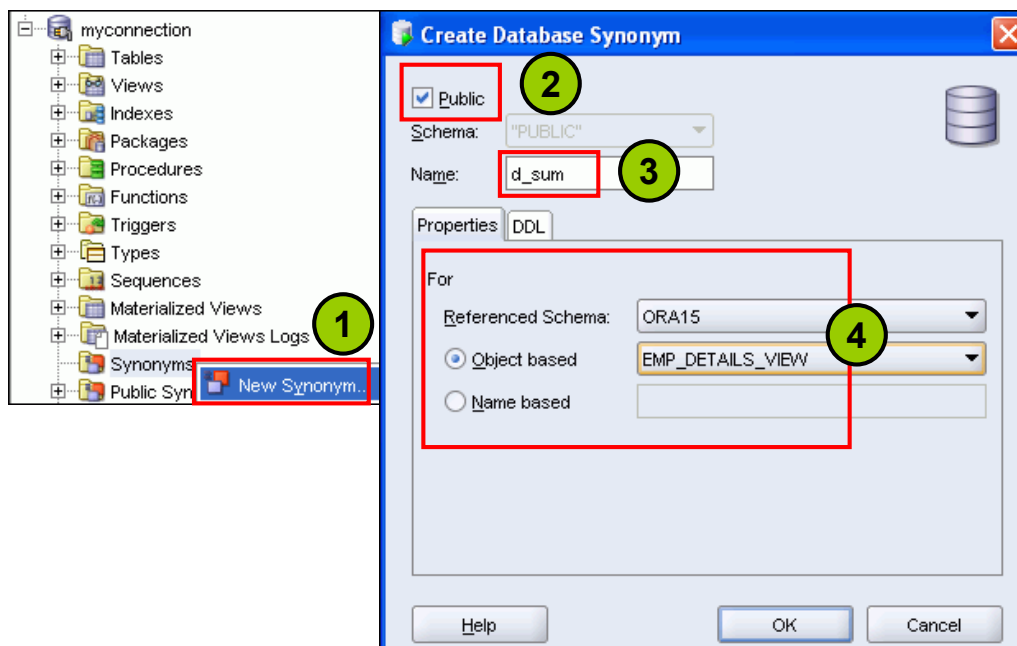 myconnection
Tables
Views
Indexes
Packages
Procedures
Functions
Triggers
Types
Sequences
Materialized Views
Materialized Views Logs
1
Synonyms
New Synonym...
Public Syn
Create Database Synonym
2
Public
Schema: "PUBLIC"
3
Name: d_sum
Properties DDL
For
Referenced Schema: ORA15
4
Object based EMP_DETAILS_VIEW
Name based
Help OK Cancel